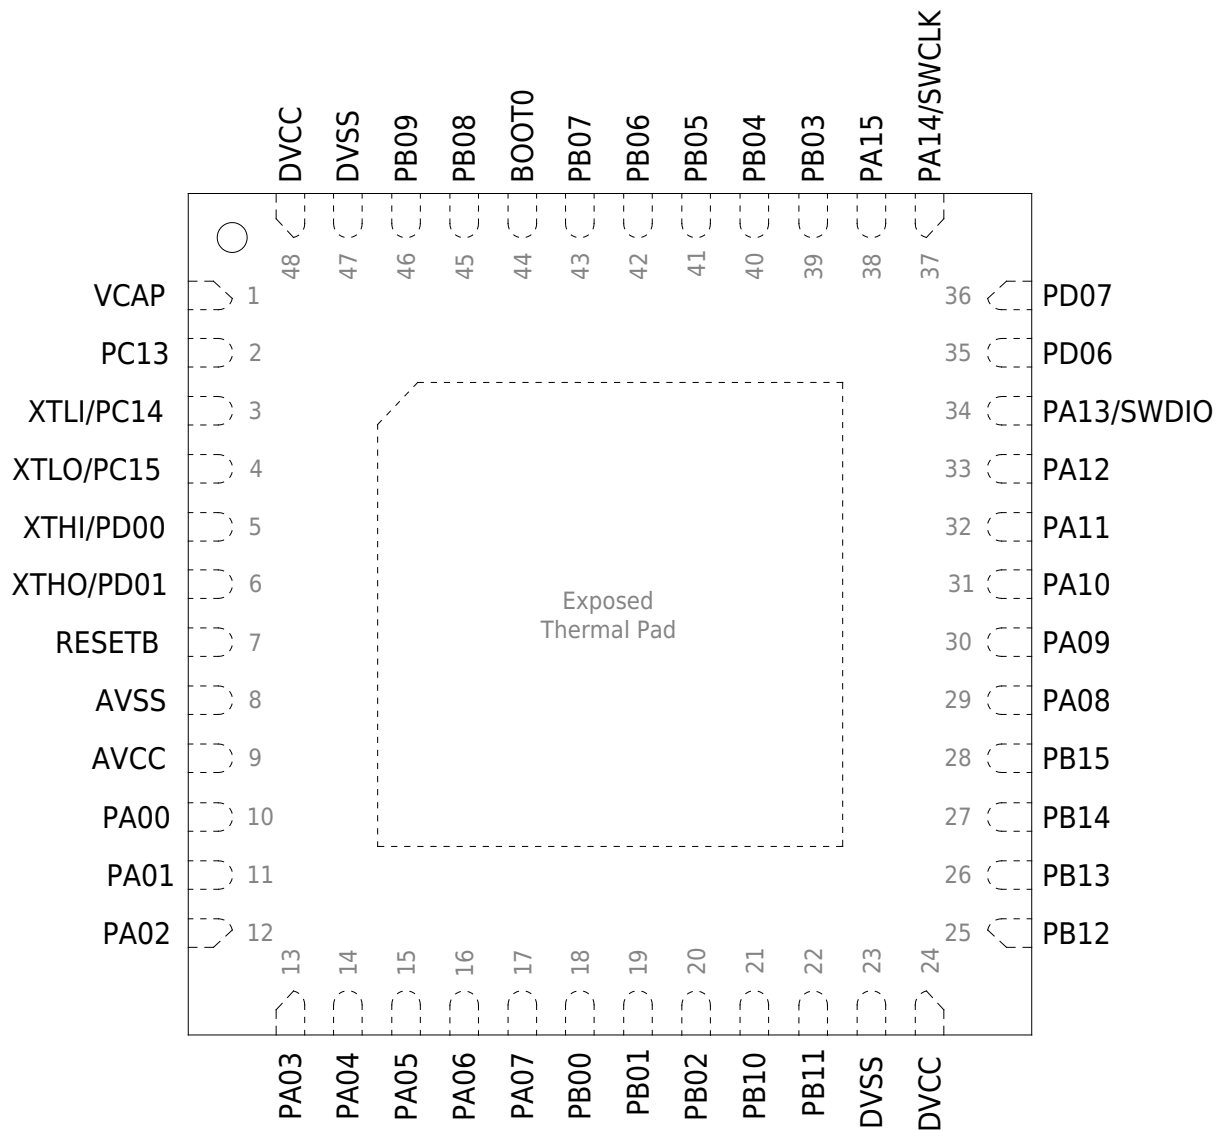 DVCC DVSS PB09 PB08 BOOT0 PB07 PB06 PB05 PB04 PB03 PA15 PA14/SWCLK
48 47 46 45 44 43 42 41 40 39 38 37
VCAP 1 36 PD07
PC13 2 35 PD06
XTLI/PC14 3 34 PA13/SWDIO
XTLO/PC15 4 33 PA12
XTHI/PD00 5 32 PA11
XTHO/PD01 6 31 PA10
Exposed
Thermal Pad
RESETB 7 30 PA09
AVSS 8 29 PA08
AVCC 9 28 PB15
PA00 10 27 PB14
PA01 11 26 PB13
PA02 12 25 PB12
13 14 15 16 17 18 19 20 21 22 23 24
PA03 PA04 PA05 PA06 PA07 PB00 PB01 PB02 PB10 PB11 DVSS DVCC